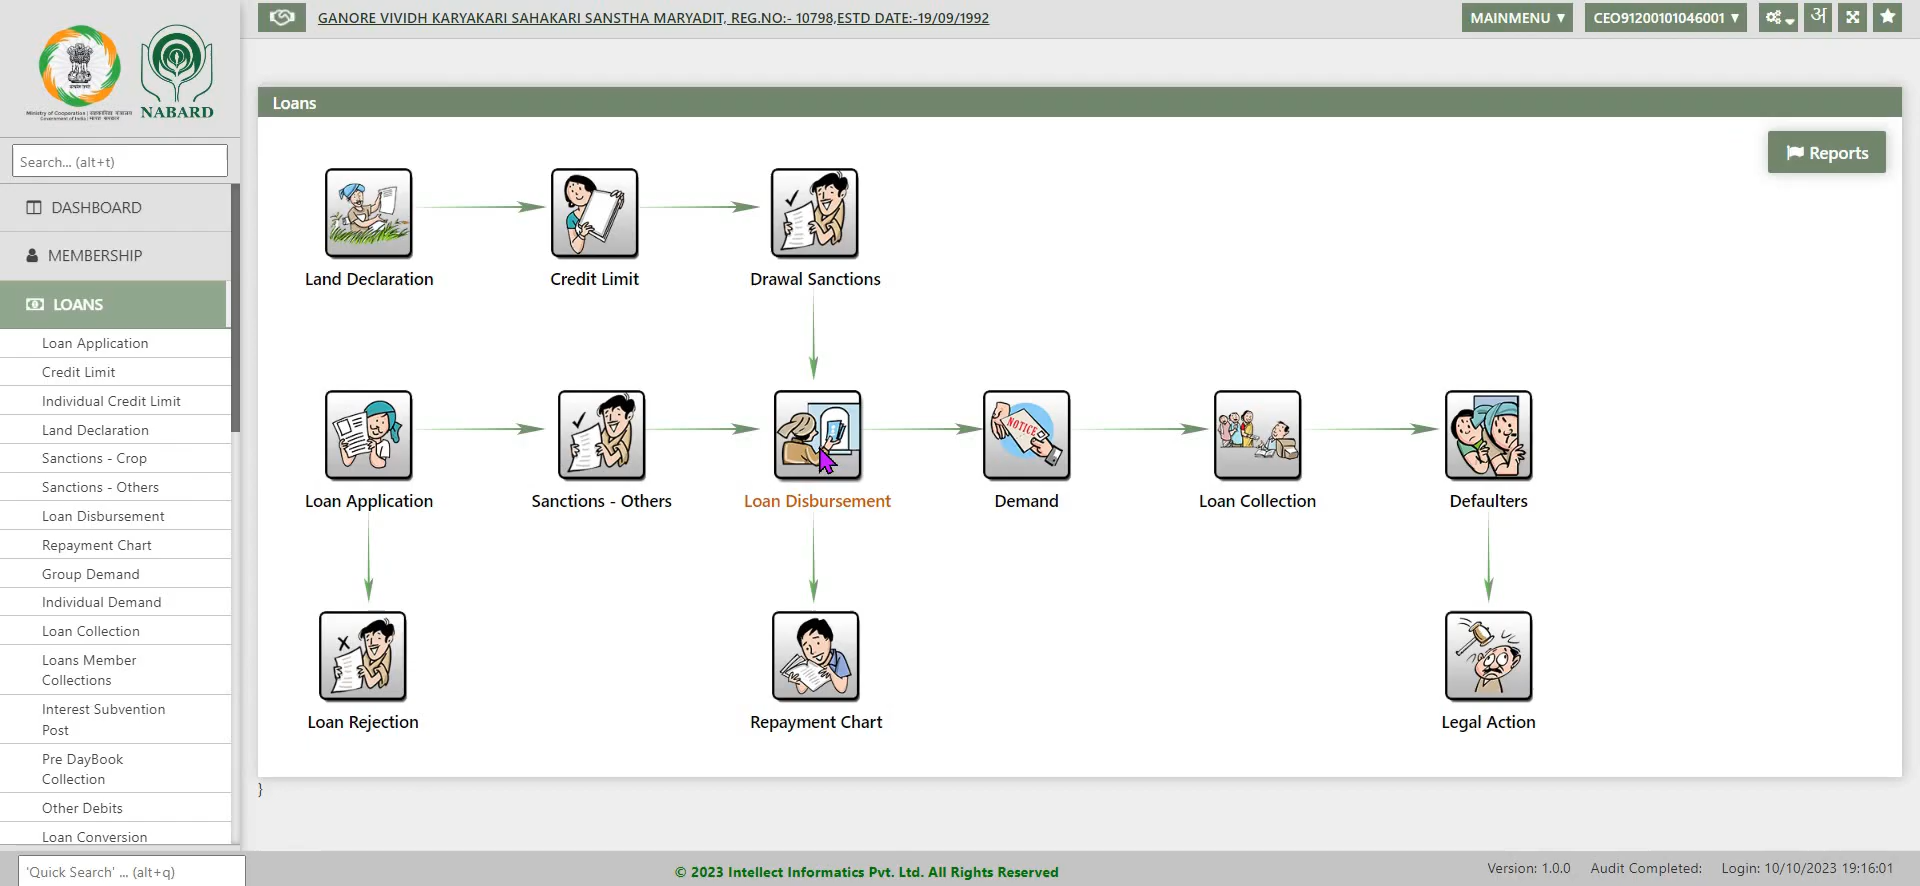 GANORE VIVIDH KARYAKARI SAHAKARI SANSTHA MARYADIT, REG.NO:- 10798,ESTD DATE:-19/09/1992
MAINMENU ▾
CEO91200101046001 ▾
अ
NABARD
Loans
Reports
Search... (alt+t)
DASHBOARD
MEMBERSHIP
LOANS
Loan Application
Credit Limit
Individual Credit Limit
Land Declaration
Sanctions - Crop
Sanctions - Others
Loan Disbursement
Repayment Chart
Group Demand
Individual Demand
Loan Collection
Loans Member
Collections
Interest Subvention
Post
Pre DayBook
Collection
Other Debits
Loan Conversion
'Quick Search' ... (alt+q)
Land Declaration
Credit Limit
Drawal Sanctions
NOTICE
Loan Application
Sanctions - Others
Loan Disbursement
Demand
Loan Collection
Defaulters
Loan Rejection
Repayment Chart
Legal Action
}
© 2023 Intellect Informatics Pvt. Ltd. All Rights Reserved
Version: 1.0.0
Audit Completed:
Login: 10/10/2023 19:16:01